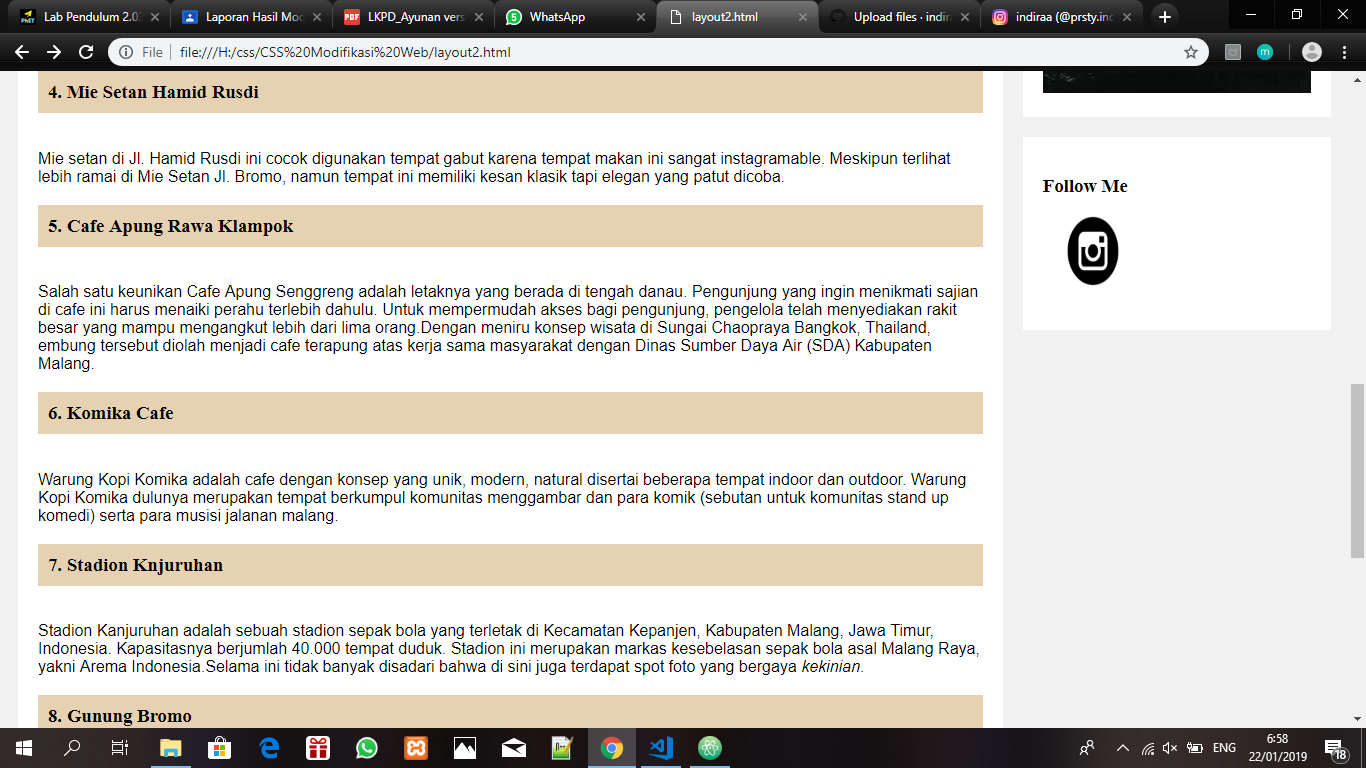 Lab Pendulum 2.0
Laporan Hasil Mo
LKPD_Ayunan vers
WhatsApp
layout2.html
Upload files · indir
indiraa (@prsty.ind
File
file:///H:/css/CSS%20Modifikasi%20Web/layout2.html
m
4. Mie Setan Hamid Rusdi
Mie setan di Jl. Hamid Rusdi ini cocok digunakan tempat gabut karena tempat makan ini sangat instagramable. Meskipun terlihat
lebih ramai di Mie Setan Jl. Bromo, namun tempat ini memiliki kesan klasik tapi elegan yang patut dicoba.
5. Cafe Apung Rawa Klampok
Salah satu keunikan Cafe Apung Senggreng adalah letaknya yang berada di tengah danau. Pengunjung yang ingin menikmati sajian
di cafe ini harus menaiki perahu terlebih dahulu. Untuk mempermudah akses bagi pengunjung, pengelola telah menyediakan rakit
besar yang mampu mengangkut lebih dari lima orang.Dengan meniru konsep wisata di Sungai Chaopraya Bangkok, Thailand,
embung tersebut diolah menjadi cafe terapung atas kerja sama masyarakat dengan Dinas Sumber Daya Air (SDA) Kabupaten
Malang.
6. Komika Cafe
Warung Kopi Komika adalah cafe dengan konsep yang unik, modern, natural disertai beberapa tempat indoor dan outdoor. Warung
Kopi Komika dulunya merupakan tempat berkumpul komunitas menggambar dan para komik (sebutan untuk komunitas stand up
komedi) serta para musisi jalanan malang.
7. Stadion Knjuruhan
Stadion Kanjuruhan adalah sebuah stadion sepak bola yang terletak di Kecamatan Kepanjen, Kabupaten Malang, Jawa Timur,
Indonesia. Kapasitasnya berjumlah 40.000 tempat duduk. Stadion ini merupakan markas kesebelasan sepak bola asal Malang Raya,
yakni Arema Indonesia.Selama ini tidak banyak disadari bahwa di sini juga terdapat spot foto yang bergaya kekinian.
8. Gunung Bromo
Follow Me
ENG
6:58
22/01/2019
18